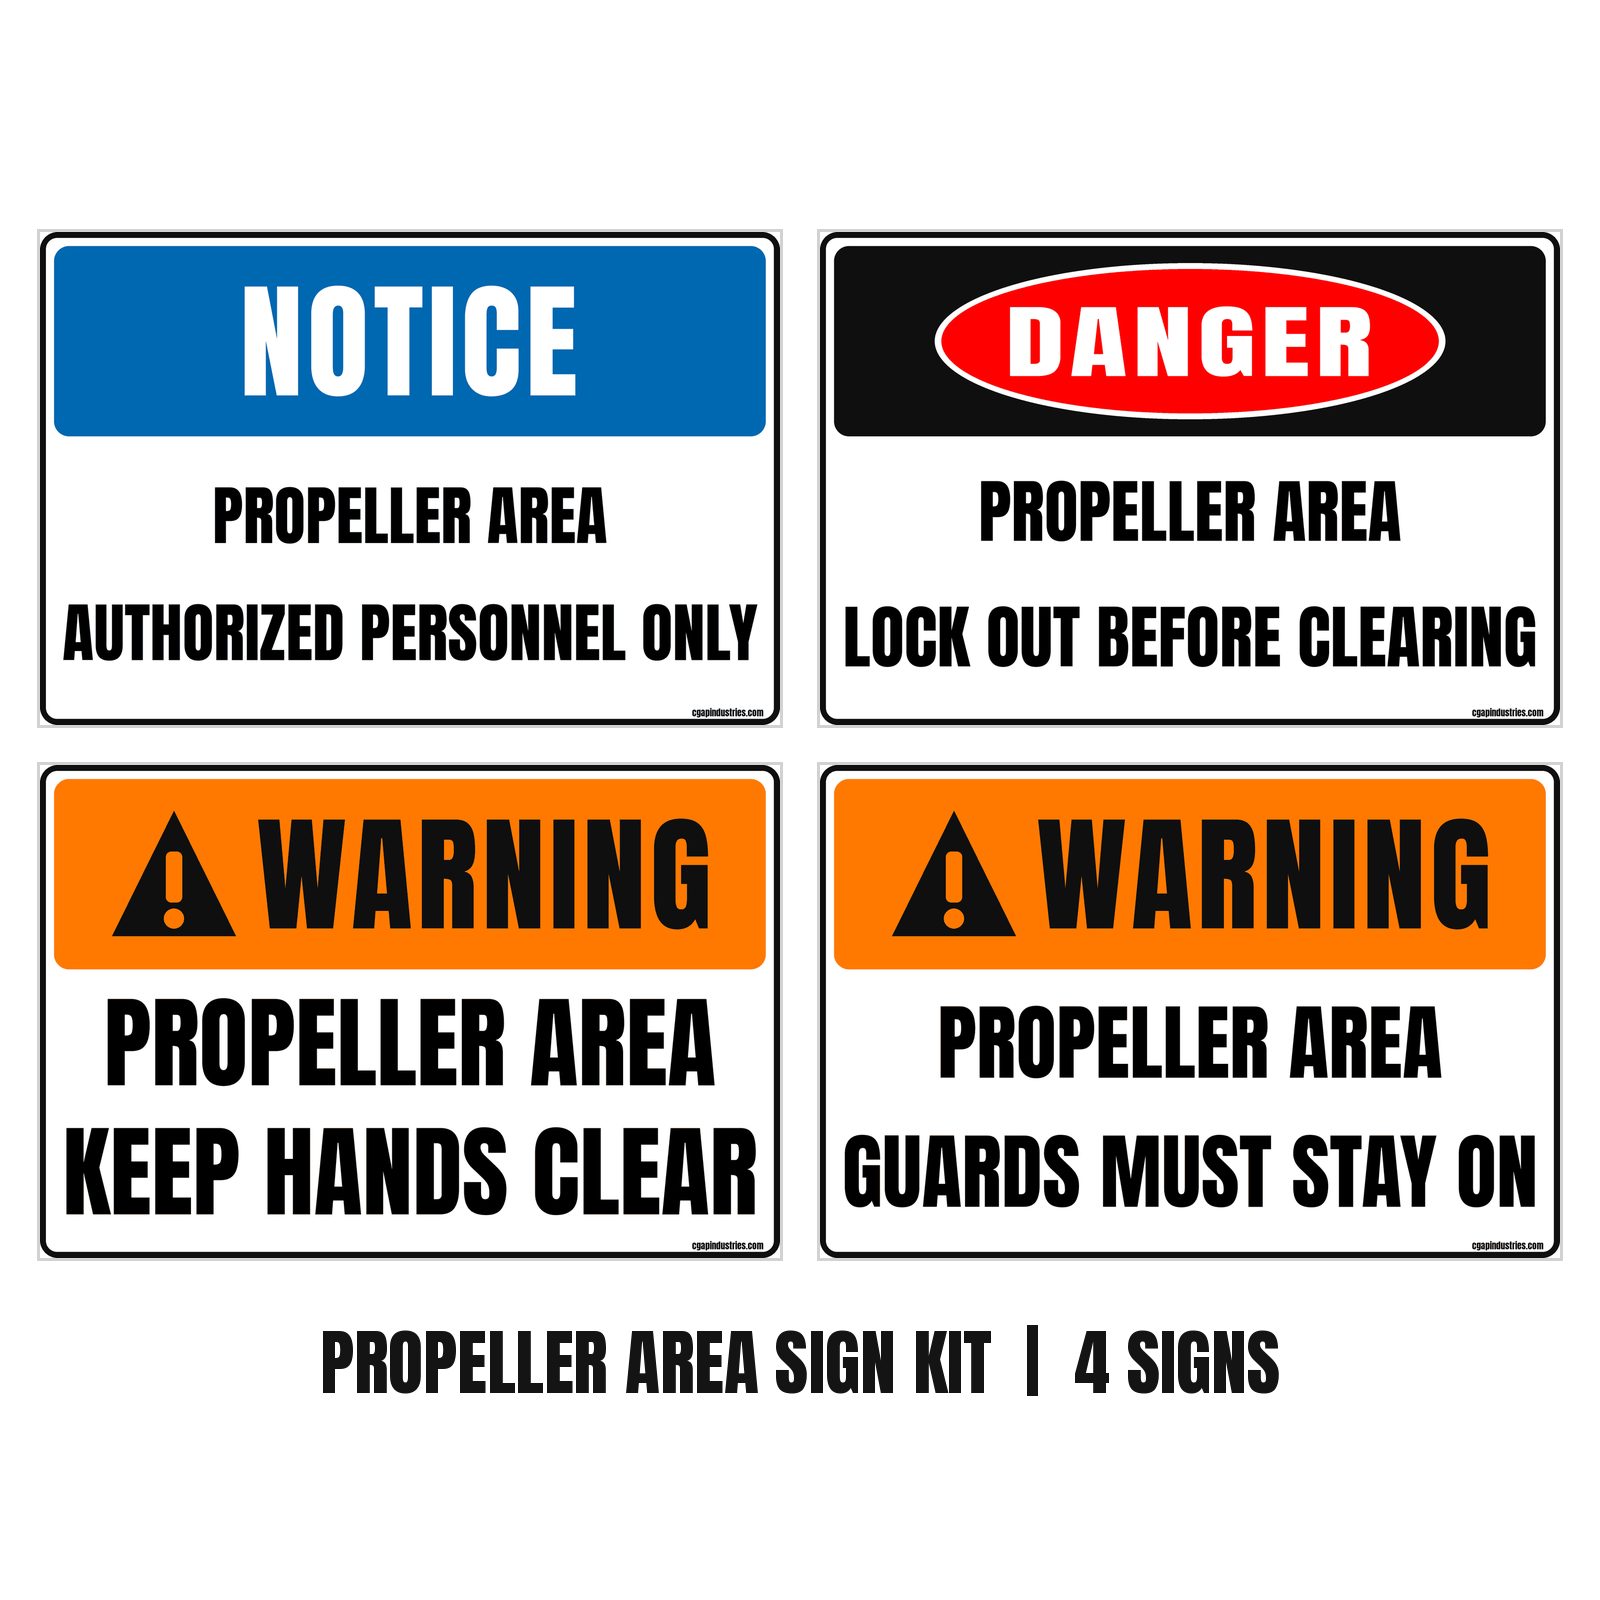 NOTICE
PROPELLER AREA
AUTHORIZED PERSONNEL ONLY
cgapindustries.com
DANGER
PROPELLER AREA
LOCK OUT BEFORE CLEARING
cgapindustries.com
WARNING
PROPELLER AREA
KEEP HANDS CLEAR
cgapindustries.com
WARNING
PROPELLER AREA
GUARDS MUST STAY ON
cgapindustries.com
PROPELLER AREA SIGN KIT | 4 SIGNS